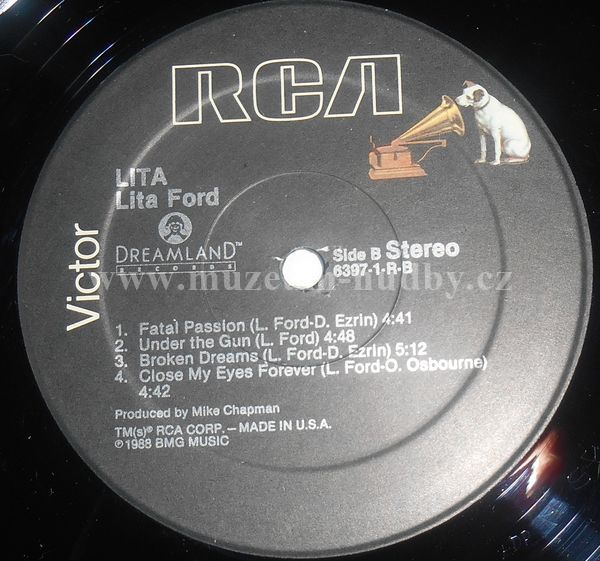 RCA
Victor
LITA
Lita Ford
DREAMLAND™
RECORDS
Side B Stereo
6397-1-R-B
www.muzeum-hudby.cz
1. Fatal Passion (L. Ford-D. Ezrin) 4:41
2. Under the Gun (L. Ford) 4:48
3. Broken Dreams (L. Ford-D. Ezrin) 5:12
4. Close My Eyes Forever (L. Ford-O. Osbourne)
4:42
Produced by Mike Chapman
TM(s)® RCA CORP. – MADE IN U.S.A.
℗ 1988 BMG MUSIC